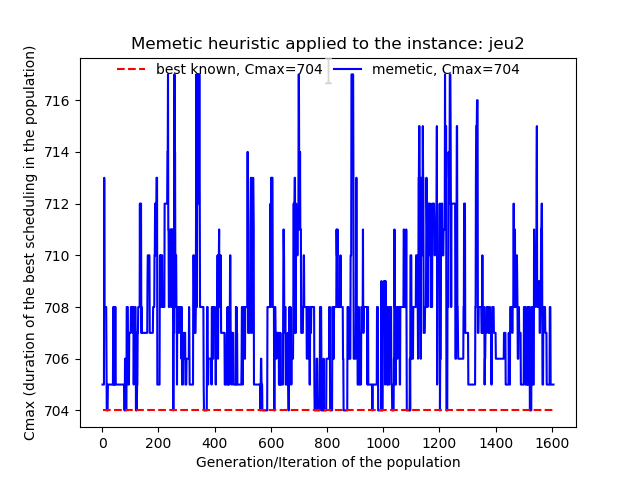 Memetic heuristic applied to the instance: jeu2
best known, Cmax=704
memetic, Cmax=704
Cmax (duration of the best scheduling in the population)
716
714
712
710
708
706
704
0 200 400 600 800 1000 1200 1400 1600
Generation/Iteration of the population